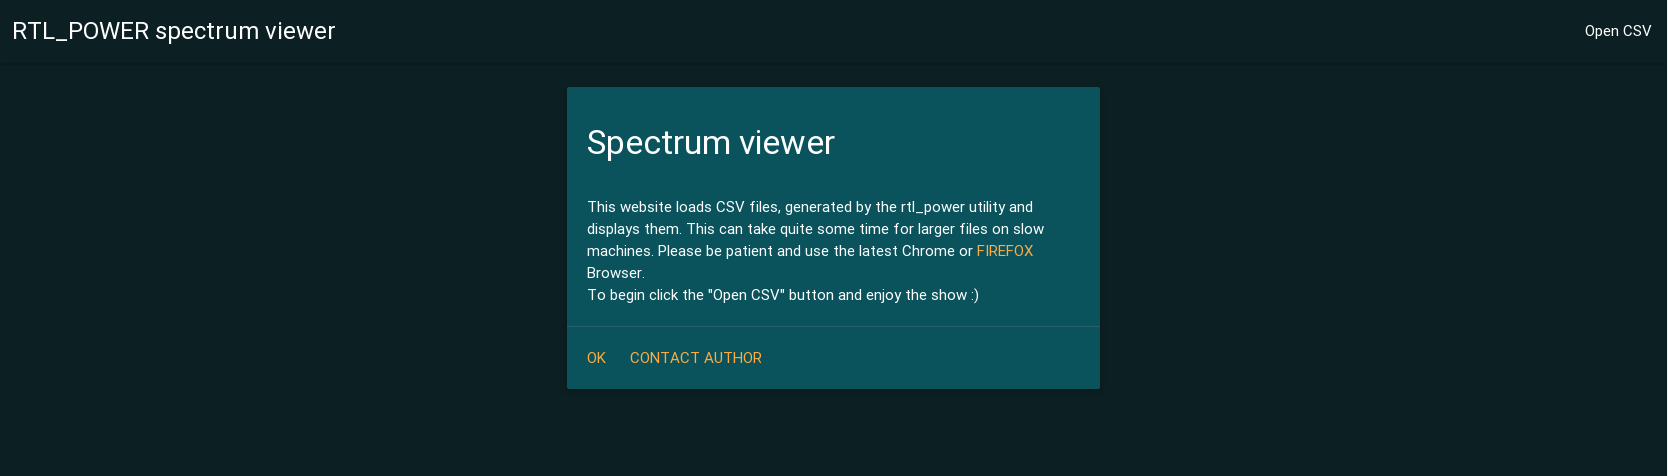 RTL_POWER spectrum viewer
Open CSV
Spectrum viewer
This website loads CSV files, generated by the rtl_power utility and
displays them. This can take quite some time for larger files on slow
machines. Please be patient and use the latest Chrome or FIREFOX
Browser.
To begin click the "Open CSV" button and enjoy the show :)
OK CONTACT AUTHOR